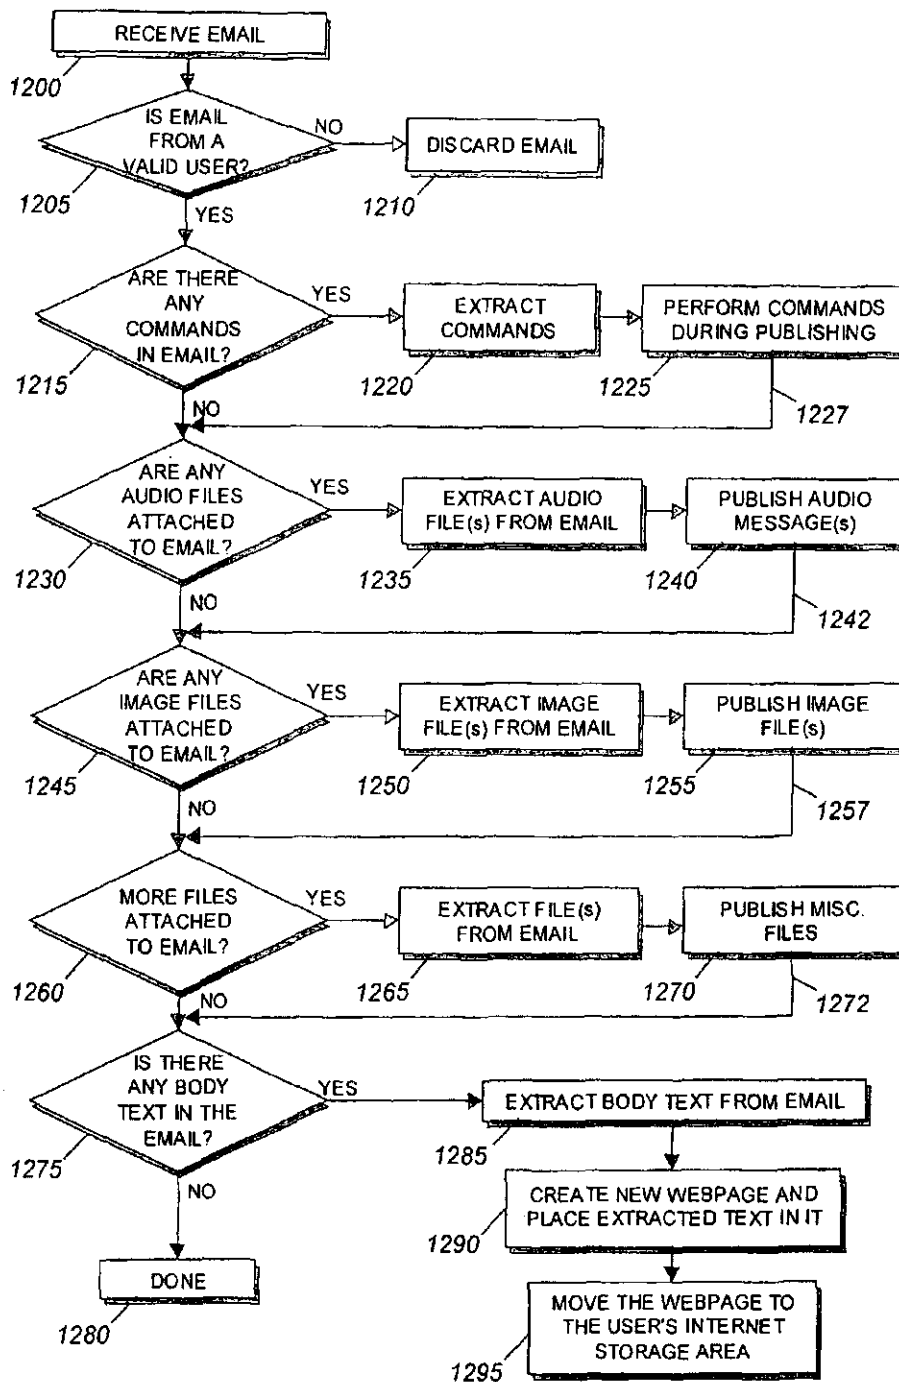 RECEIVE EMAIL
1200
IS EMAIL
FROM A
VALID USER?
NO
DISCARD EMAIL
1205
1210
YES
ARE THERE
ANY
COMMANDS
IN EMAIL?
YES
EXTRACT
COMMANDS
PERFORM COMMANDS
DURING PUBLISHING
1215
1220
1225
1227
NO
ARE ANY
AUDIO FILES
ATTACHED
TO EMAIL?
YES
EXTRACT AUDIO
FILE(s) FROM EMAIL
PUBLISH AUDIO
MESSAGE(s)
1230
1235
1240
1242
NO
ARE ANY
IMAGE FILES
ATTACHED
TO EMAIL?
YES
EXTRACT IMAGE
FILE(s) FROM EMAIL
PUBLISH IMAGE
FILE(s)
1245
1250
1255
1257
NO
MORE FILES
ATTACHED
TO EMAIL?
YES
EXTRACT FILE(s)
FROM EMAIL
PUBLISH MISC.
FILES
1260
1265
1270
1272
NO
IS THERE
ANY BODY
TEXT IN THE
EMAIL?
YES
EXTRACT BODY TEXT FROM EMAIL
1275
1285
NO
CREATE NEW WEBPAGE AND
PLACE EXTRACTED TEXT IN IT
1290
DONE
1280
MOVE THE WEBPAGE TO
THE USER'S INTERNET
STORAGE AREA
1295